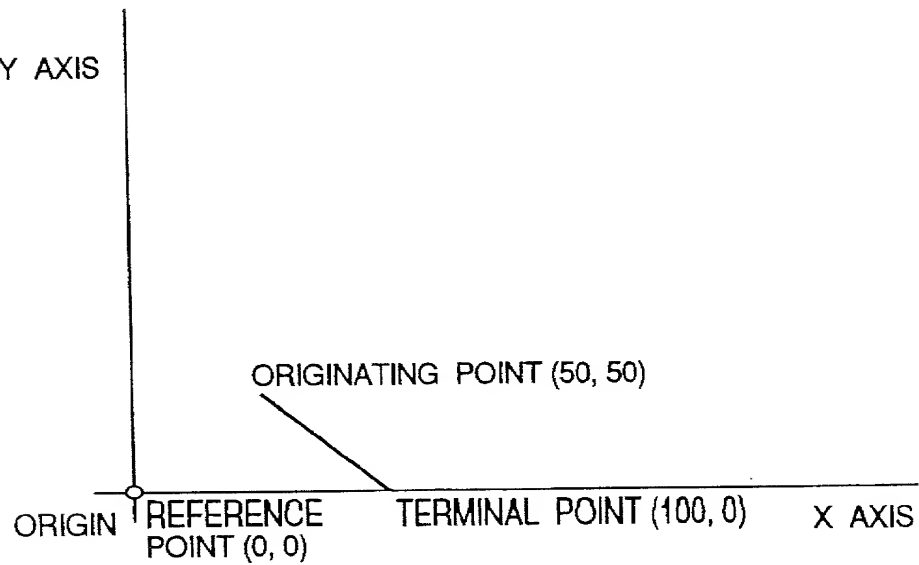 Y AXIS
ORIGINATING POINT (50, 50)
ORIGIN
REFERENCE
POINT (0, 0)
TERMINAL POINT (100, 0)
X AXIS